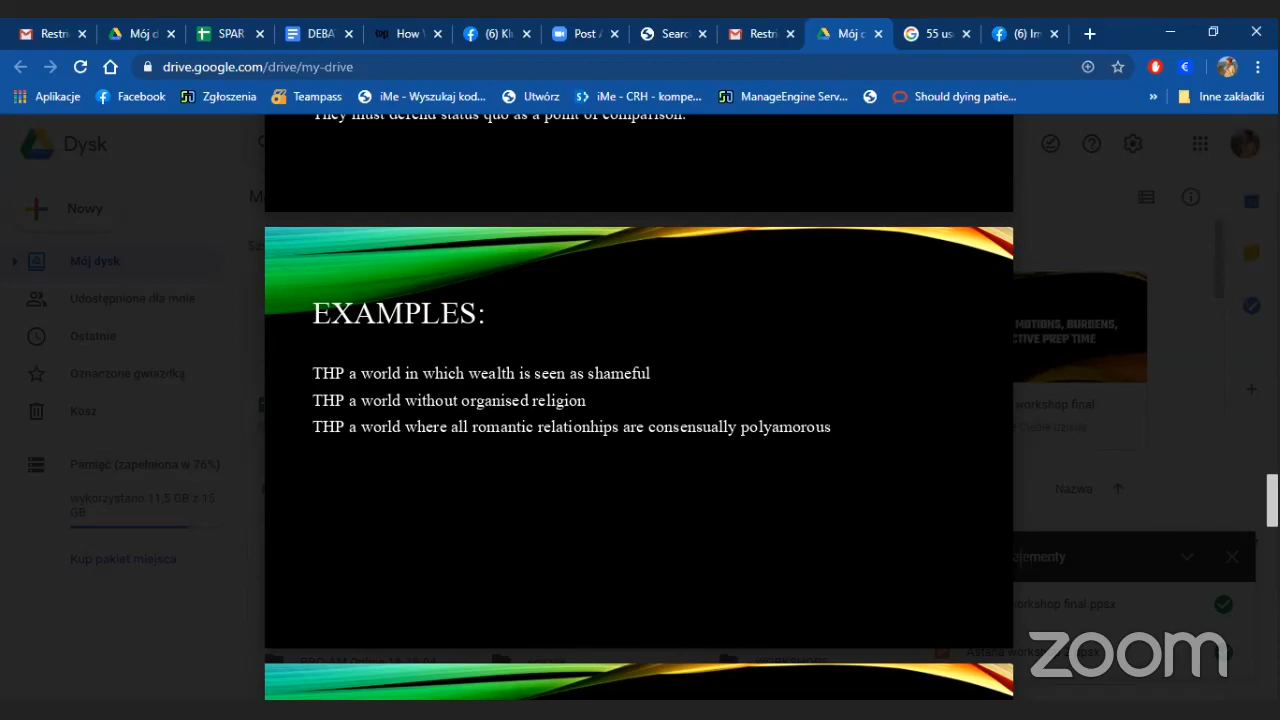 Restri
Mój d
SPAR
DEBA
How
(6) Kli
Post
Searc
Restri
Mój d
55 us
(6) Im
drive.google.com/drive/my-drive
Aplikacje
Facebook
Zgłoszenia
Teampass
iMe - Wyszukaj kod...
Utwórz
iMe - CRH - kompe...
ManageEngine Serv...
Should dying patie...
»
Inne zakładki
They must defend status quo as a point of comparison.
Dysk
Nowy
Mój dysk
Udostępnione dla mnie
Ostatnie
Oznaczone gwiazdką
Kosz
Pamięć (zapełniona w 76%)
wykorzystano 11,5 GB z 15
GB
Kup pakiet miejsca
EXAMPLES:
THP a world in which wealth is seen as shameful
THP a world without organised religion
THP a world where all romantic relationhips are consensually polyamorous
MOTIONS, BURDENS,
CTIVE PREP TIME
workshop final
Nazwa
ementy
orkshop final.ppsx
zoom